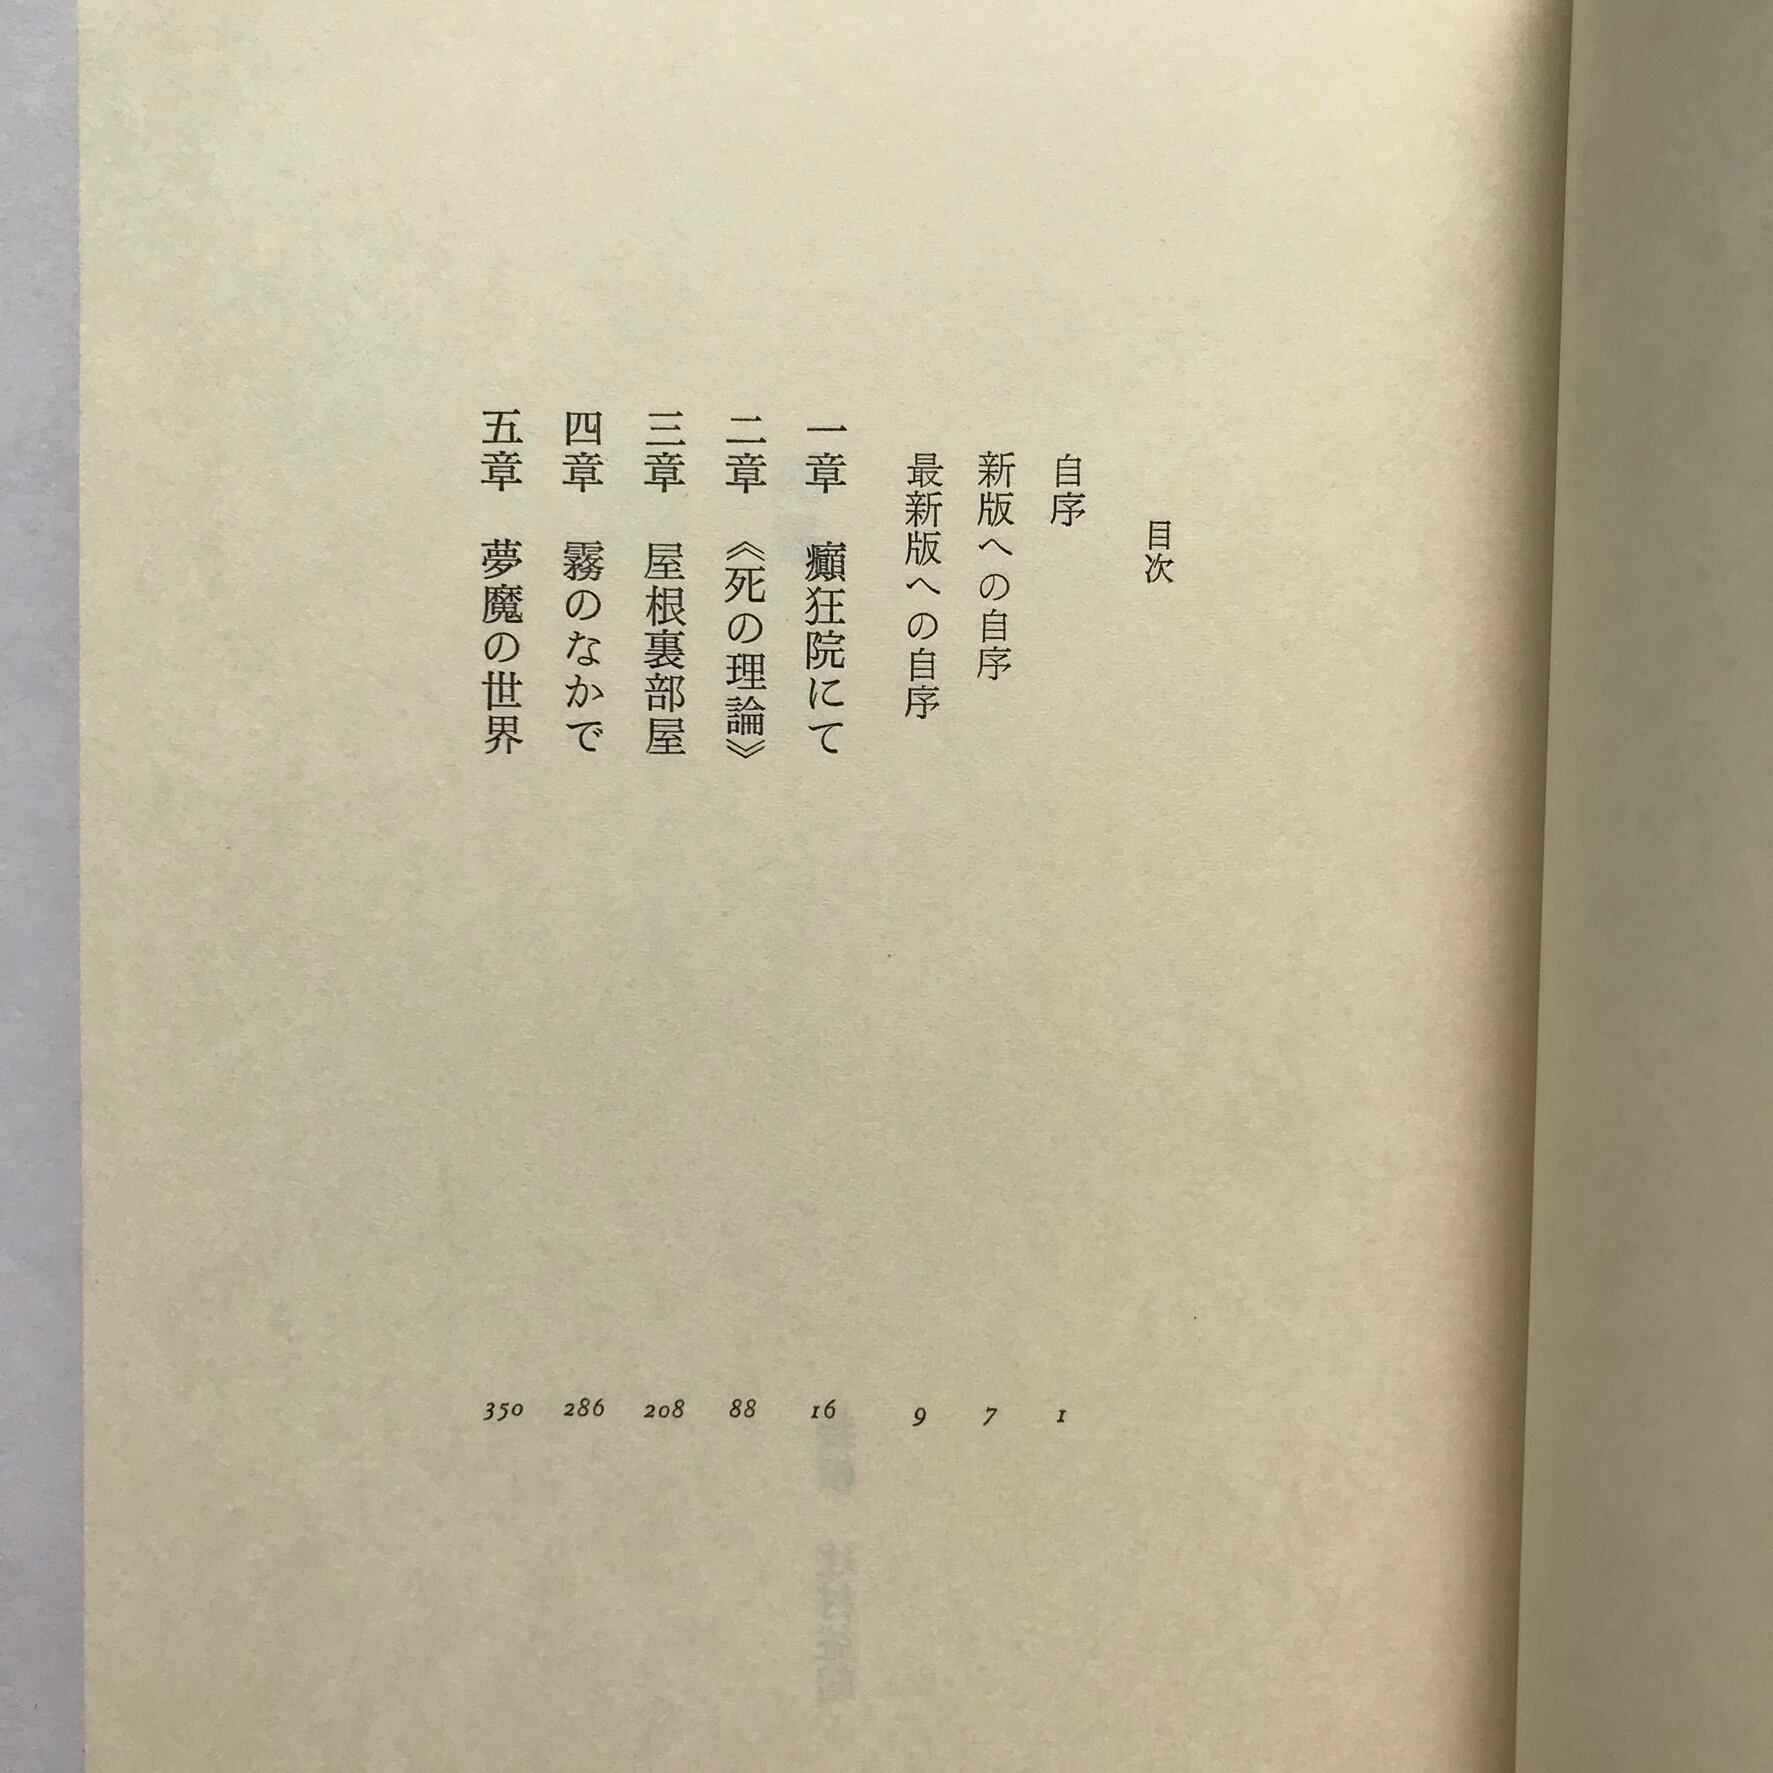 目次
自序 1
新版への自序 7
最新版への自序 9
一章 癲狂院にて 16
二章 《死の理論》 88
三章 屋根裏部屋 208
四章 霧のなかで 286
五章 夢魔の世界 350